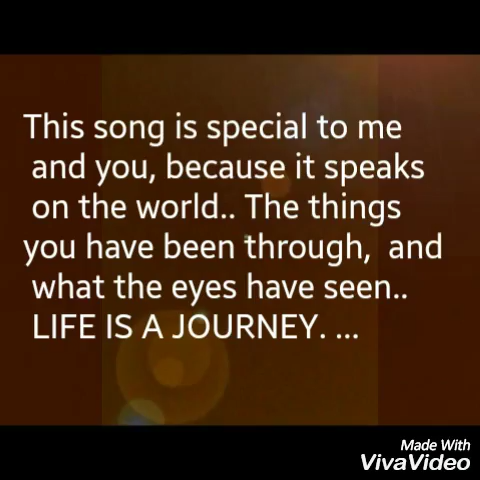 This song is special to me
and you, because it speaks
on the world.. The things
you have been through, and
what the eyes have seen..
LIFE IS A JOURNEY. ...
Made With
VivaVideo